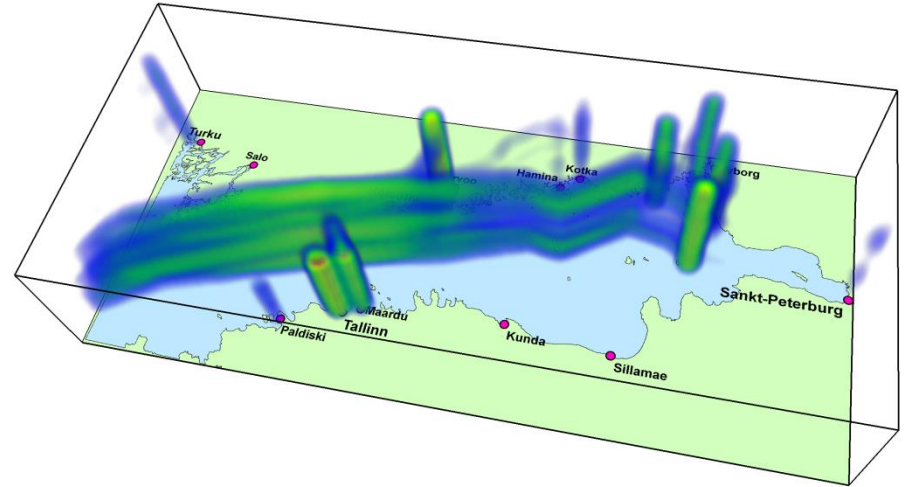 Turku
Salo
Hamina
Kotka
Sankt-Peterburg
Maardu
Tallinn
Paldiski
Kunda
Sillamae